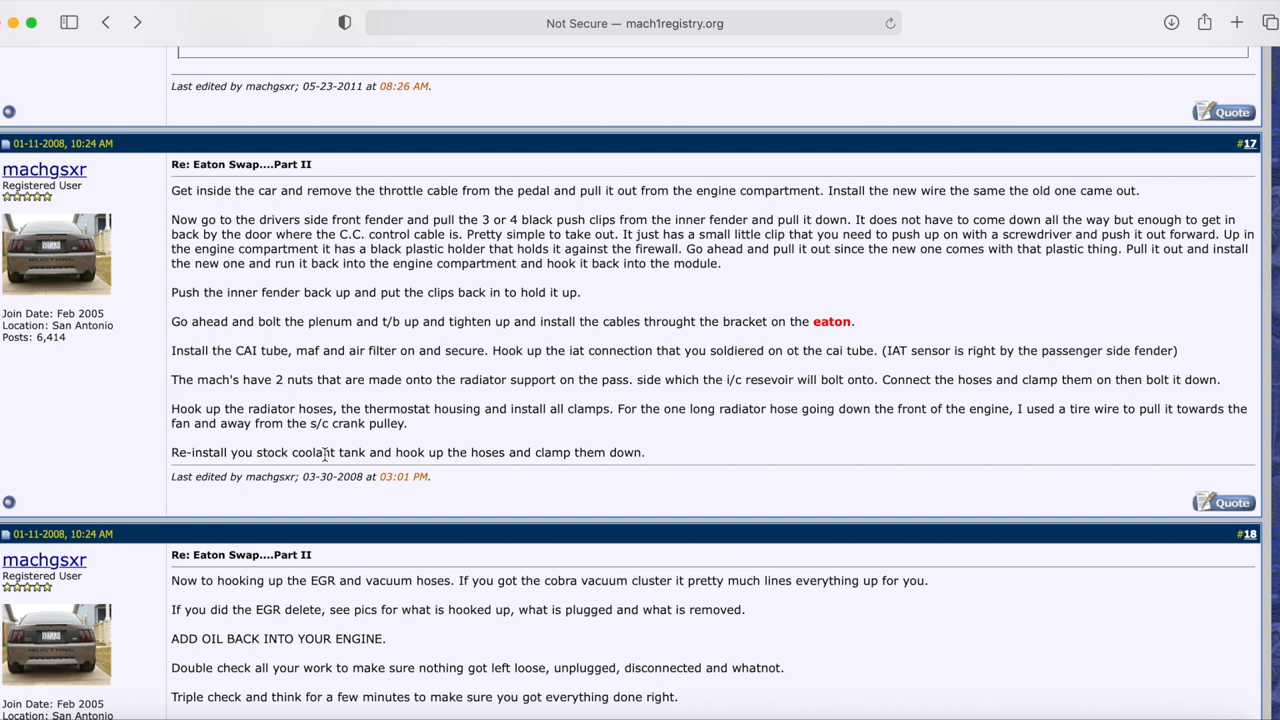 Not Secure — mach1registry.org
Last edited by machgsxr; 05-23-2011 at 08:26 AM.
Quote
01-11-2008, 10:24 AM
#17
machgsxr
Registered User
Join Date: Feb 2005
Location: San Antonio
Posts: 6,414
Re: Eaton Swap....Part II
Get inside the car and remove the throttle cable from the pedal and pull it out from the engine compartment. Install the new wire the same the old one came out.
Now go to the drivers side front fender and pull the 3 or 4 black push clips from the inner fender and pull it down. It does not have to come down all the way but enough to get in
back by the door where the C.C. control cable is. Pretty simple to take out. It just has a small little clip that you need to push up on with a screwdriver and push it out forward. Up in
the engine compartment it has a black plastic holder that holds it against the firewall. Go ahead and pull it out since the new one comes with that plastic thing. Pull it out and install
the new one and run it back into the engine compartment and hook it back into the module.
Push the inner fender back up and put the clips back in to hold it up.
Go ahead and bolt the plenum and t/b up and tighten up and install the cables throught the bracket on the eaton.
Install the CAI tube, maf and air filter on and secure. Hook up the iat connection that you soldiered on ot the cai tube. (IAT sensor is right by the passenger side fender)
The mach's have 2 nuts that are made onto the radiator support on the pass. side which the i/c resevoir will bolt onto. Connect the hoses and clamp them on then bolt it down.
Hook up the radiator hoses, the thermostat housing and install all clamps. For the one long radiator hose going down the front of the engine, I used a tire wire to pull it towards the
fan and away from the s/c crank pulley.
Re-install you stock coolant tank and hook up the hoses and clamp them down.
Last edited by machgsxr; 03-30-2008 at 03:01 PM.
Quote
01-11-2008, 10:24 AM
#18
machgsxr
Registered User
Join Date: Feb 2005
Location: San Antonio
Re: Eaton Swap....Part II
Now to hooking up the EGR and vacuum hoses. If you got the cobra vacuum cluster it pretty much lines everything up for you.
If you did the EGR delete, see pics for what is hooked up, what is plugged and what is removed.
ADD OIL BACK INTO YOUR ENGINE.
Double check all your work to make sure nothing got left loose, unplugged, disconnected and whatnot.
Triple check and think for a few minutes to make sure you got everything done right.